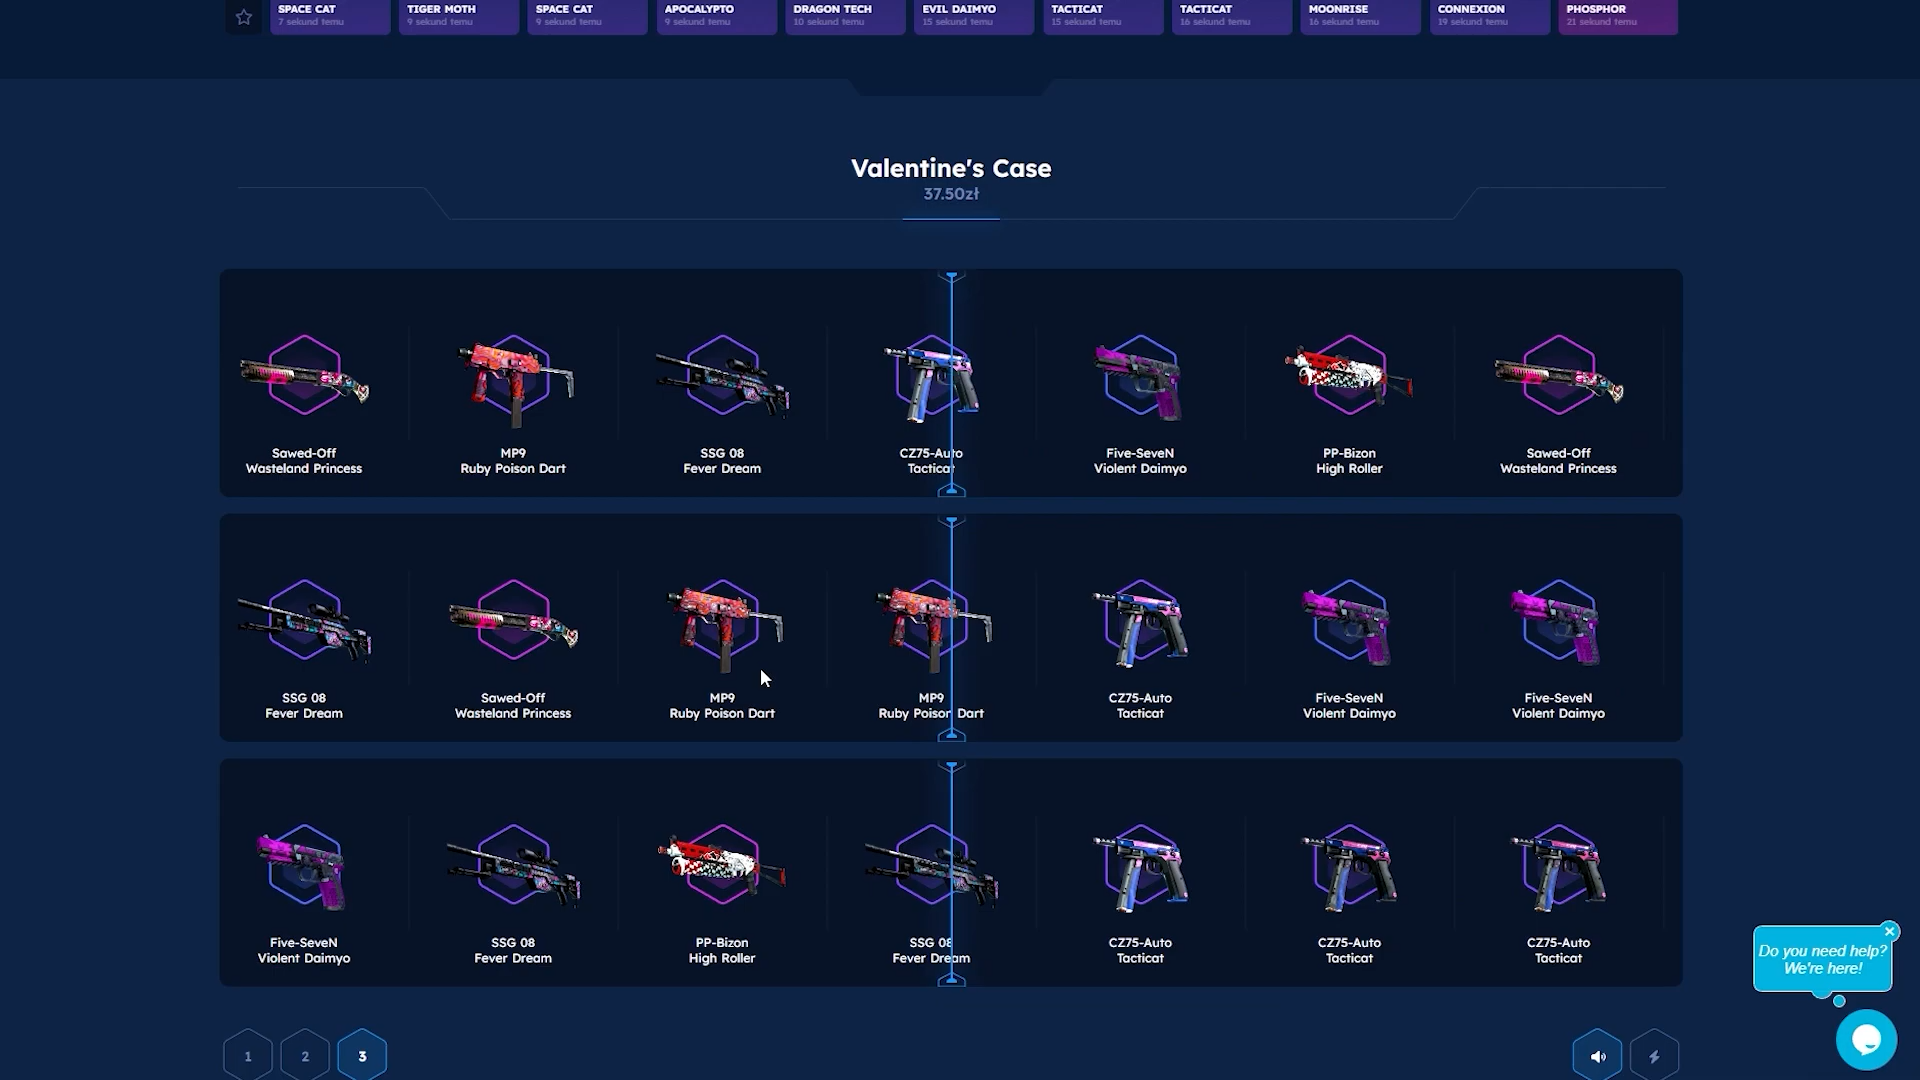 SPACE CAT
7 sekund temu
TIGER MOTH
9 sekund temu
SPACE CAT
9 sekund temu
APOCALYPTO
9 sekund temu
DRAGON TECH
10 sekund temu
EVIL DAIMYO
15 sekund temu
TACTICAT
15 sekund temu
TACTICAT
16 sekund temu
MOONRISE
16 sekund temu
CONNEXION
19 sekund temu
PHOSPHOR
21 sekund temu
Valentine's Case
37.50zł
Sawed-Off
Wasteland Princess
MP9
Ruby Poison Dart
SSG 08
Fever Dream
CZ75-Auto
Tacticat
Five-SeveN
Violent Daimyo
PP-Bizon
High Roller
Sawed-Off
Wasteland Princess
SSG 08
Fever Dream
Sawed-Off
Wasteland Princess
MP9
Ruby Poison Dart
MP9
Ruby Poison Dart
CZ75-Auto
Tacticat
Five-SeveN
Violent Daimyo
Five-SeveN
Violent Daimyo
Five-SeveN
Violent Daimyo
SSG 08
Fever Dream
PP-Bizon
High Roller
SSG 08
Fever Dream
CZ75-Auto
Tacticat
CZ75-Auto
Tacticat
CZ75-Auto
Tacticat
Do you need help?
We're here!
1
2
3